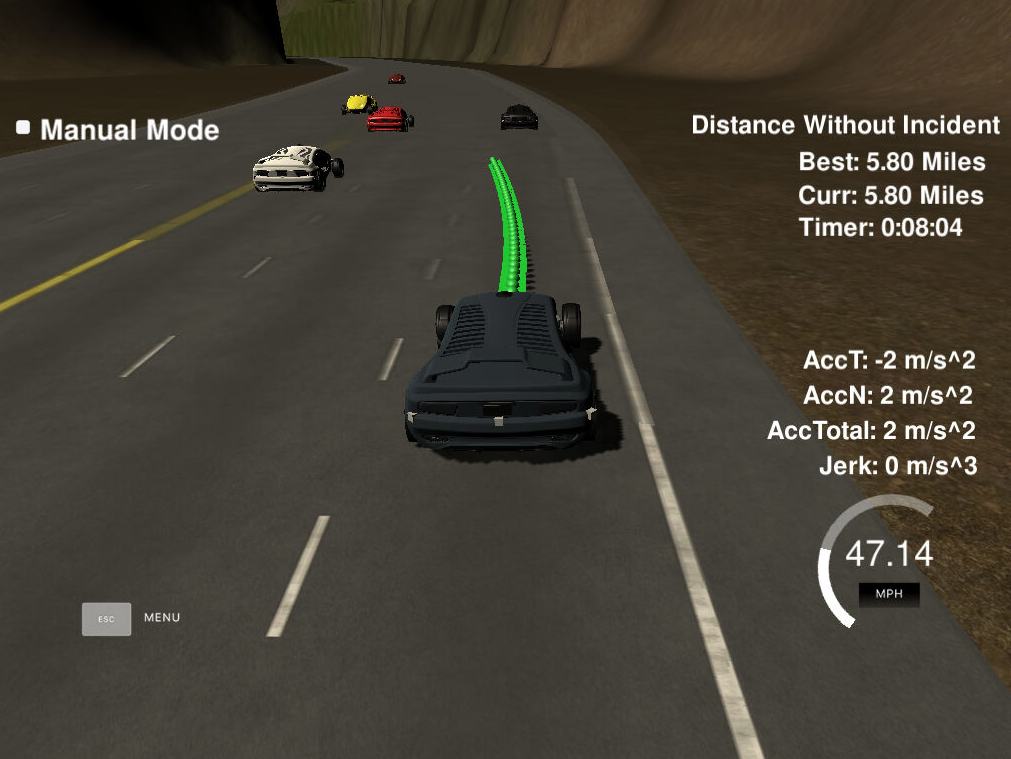 Manual Mode
Distance Without Incident
Best: 5.80 Miles
Curr: 5.80 Miles
Timer: 0:08:04
AccT: -2 m/s^2
AccN: 2 m/s^2
AccTotal: 2 m/s^2
Jerk: 0 m/s^3
47.14
MPH
ESC MENU